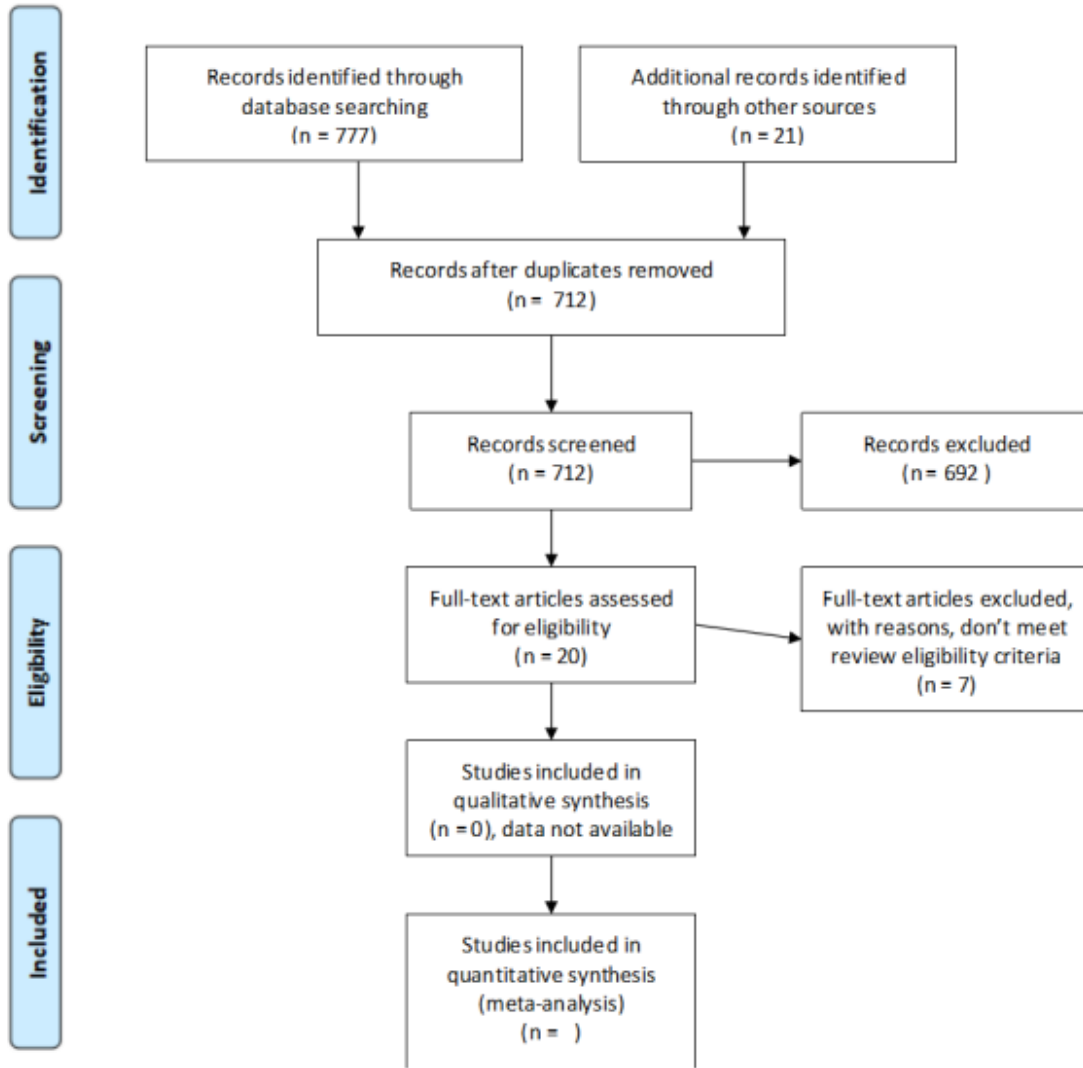 Identification
Records identified through
database searching
(n = 777)
Additional records identified
through other sources
(n = 21)
Records after duplicates removed
(n = 712)
Screening
Records screened
(n = 712)
Records excluded
(n = 692 )
Eligibility
Full-text articles assessed
for eligibility
(n = 20)
Full-text articles excluded,
with reasons, don’t meet
review eligibility criteria
(n = 7)
Studies included in
qualitative synthesis
(n = 0), data not available
Included
Studies included in
quantitative synthesis
(meta-analysis)
(n = )